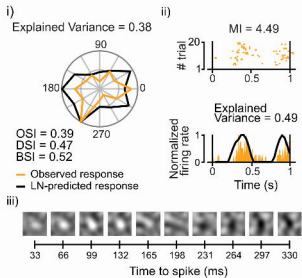 i)
Explained Variance = 0.38
90
180
0
270
OSI = 0.39
DSI = 0.47
BSI = 0.52
Observed response
LN-predicted response
ii)
MI = 4.49
# trial
20
1
0
0.5
1
Explained
Variance = 0.49
Normalized
firing rate
1
0
0
0.5
1
Time (s)
iii)
33 66 99 132 165 198 231 264 297 330
Time to spike (ms)